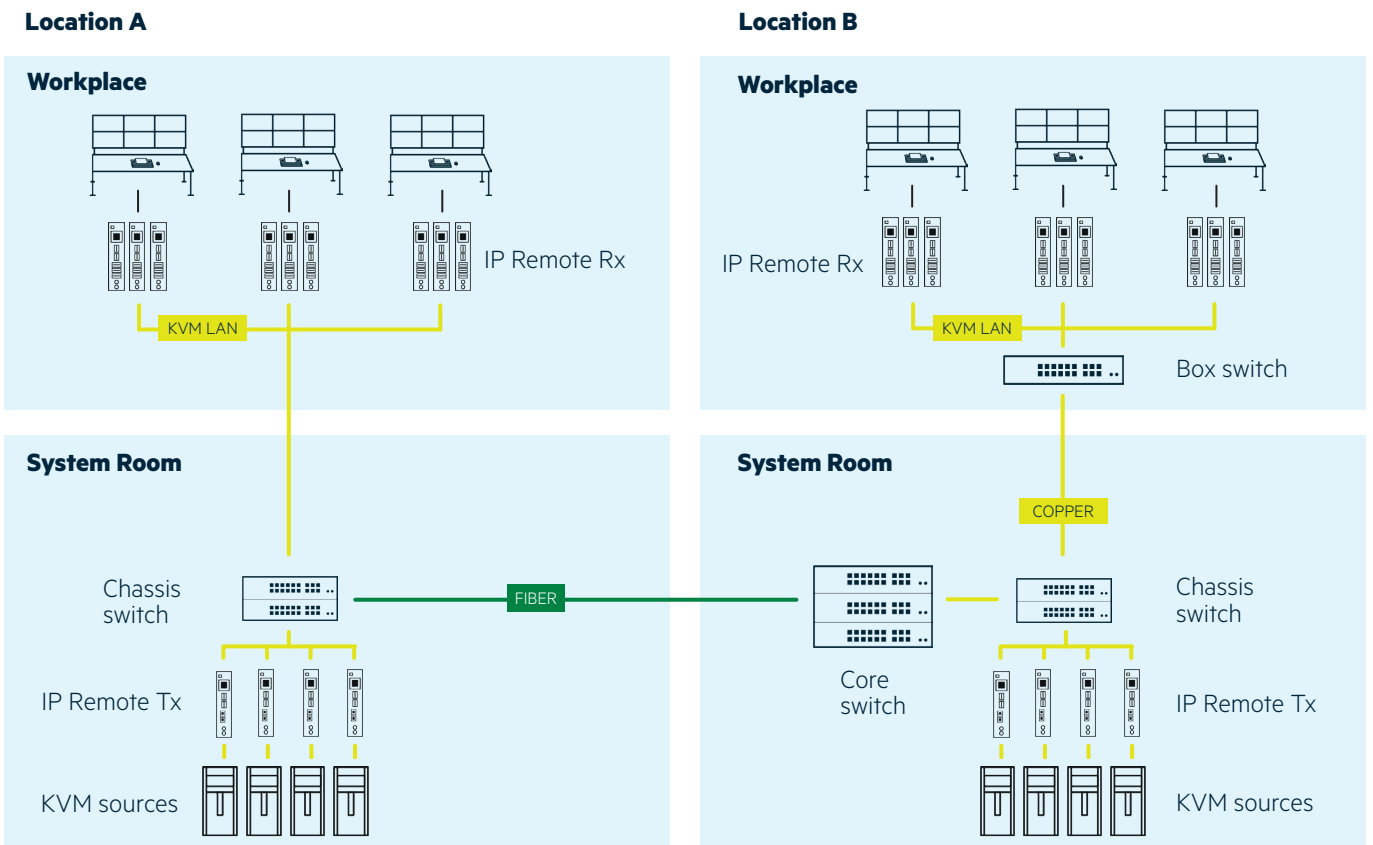 Location A
Location B
Workplace
Workplace
IP Remote Rx
IP Remote Rx
KVM LAN
KVM LAN
Box switch
System Room
System Room
COPPER
Chassis
switch
FIBER
Chassis
switch
Core
switch
IP Remote Tx
IP Remote Tx
KVM sources
KVM sources